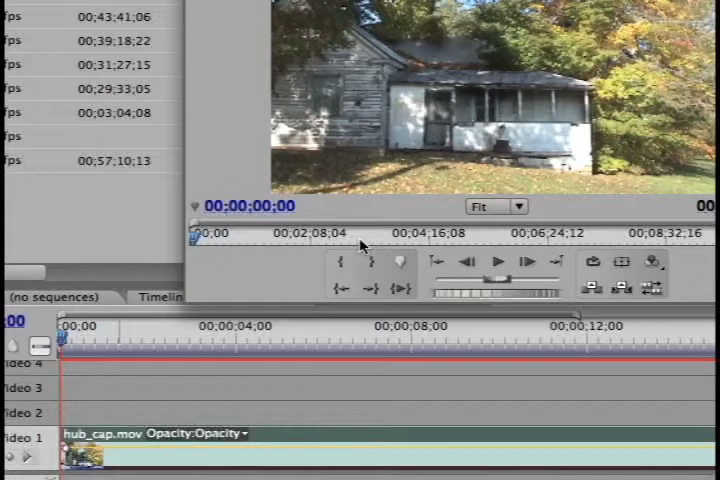 fps 00;43;41;06
fps 00;39;18;22
fps 00;31;27;15
fps 00;29;33;05
fps 00;03;04;08
fps
fps 00;57;10;13
00;00;00;00 Fit 00
00;00 00;02;08;04 00;04;16;08 00;06;24;12 00;08;32;16
(no sequences) Timelin
:00 :00;00 00;00;04;00 00;00;08;00 00;00;12;00
ideo 4
ideo 3
ideo 2
ideo 1 hub_cap.mov Opacity:Opacity